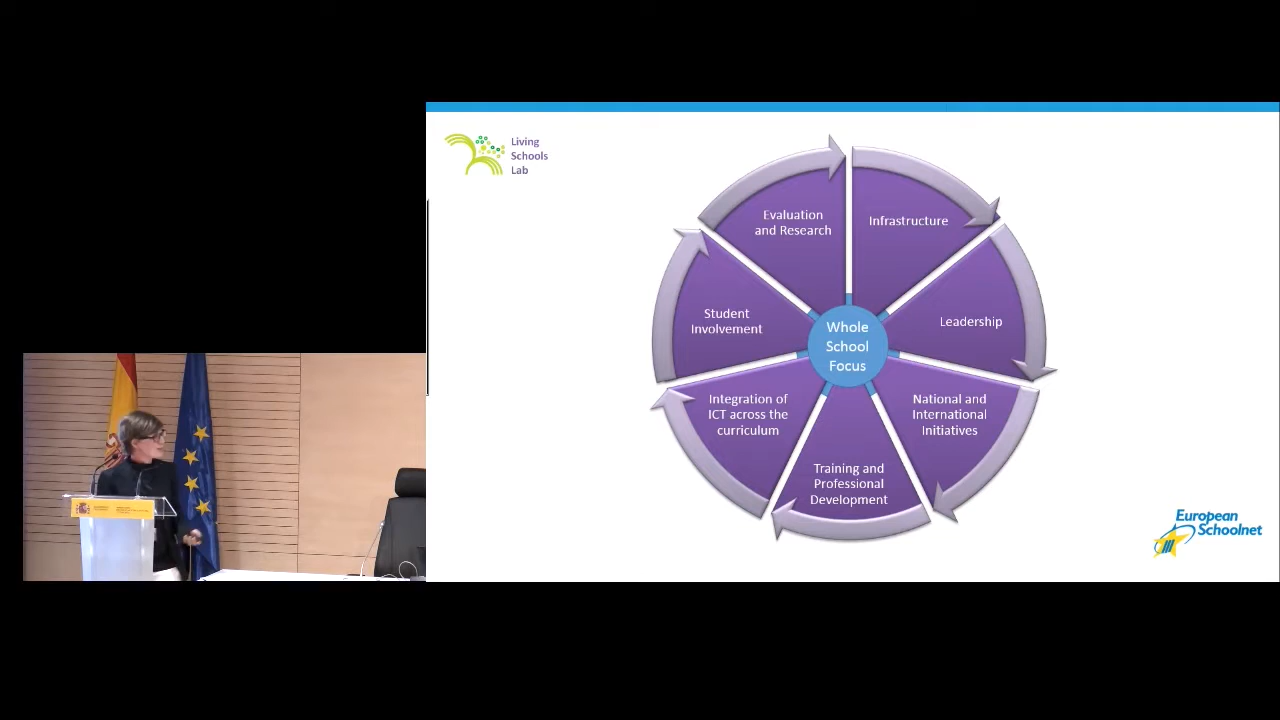 Living
Schools
Lab
Evaluation
and Research
Infrastructure
Student
Involvement
Leadership
Whole
School
Focus
Integration of
ICT across the
curriculum
National and
International
Initiatives
Training and
Professional
Development
European
Schoolnet